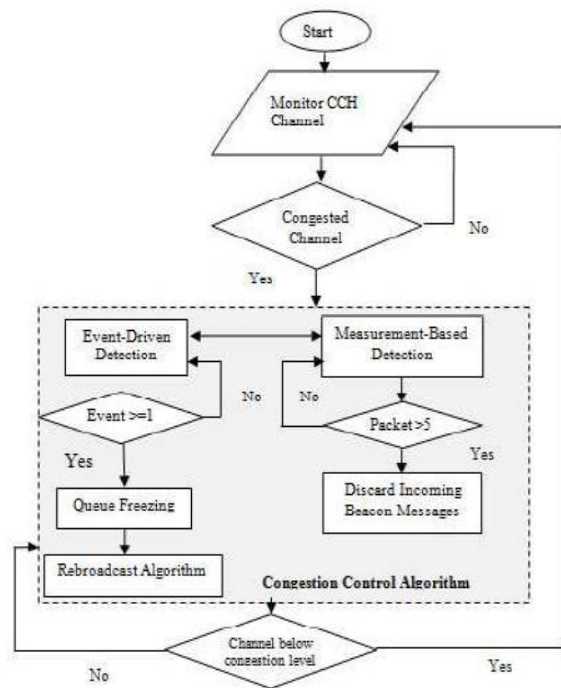 Start
Monitor CCH
Channel
Congested
Channel
No
Yes
Event-Driven
Detection
Measurement-Based
Detection
No
No
Event >=1
Packet >5
Yes
Yes
Queue Freezing
Discard Incoming
Beacon Messages
Rebroadcast Algorithm
Congestion Control Algorithm
Channel below
congestion level
No
Yes